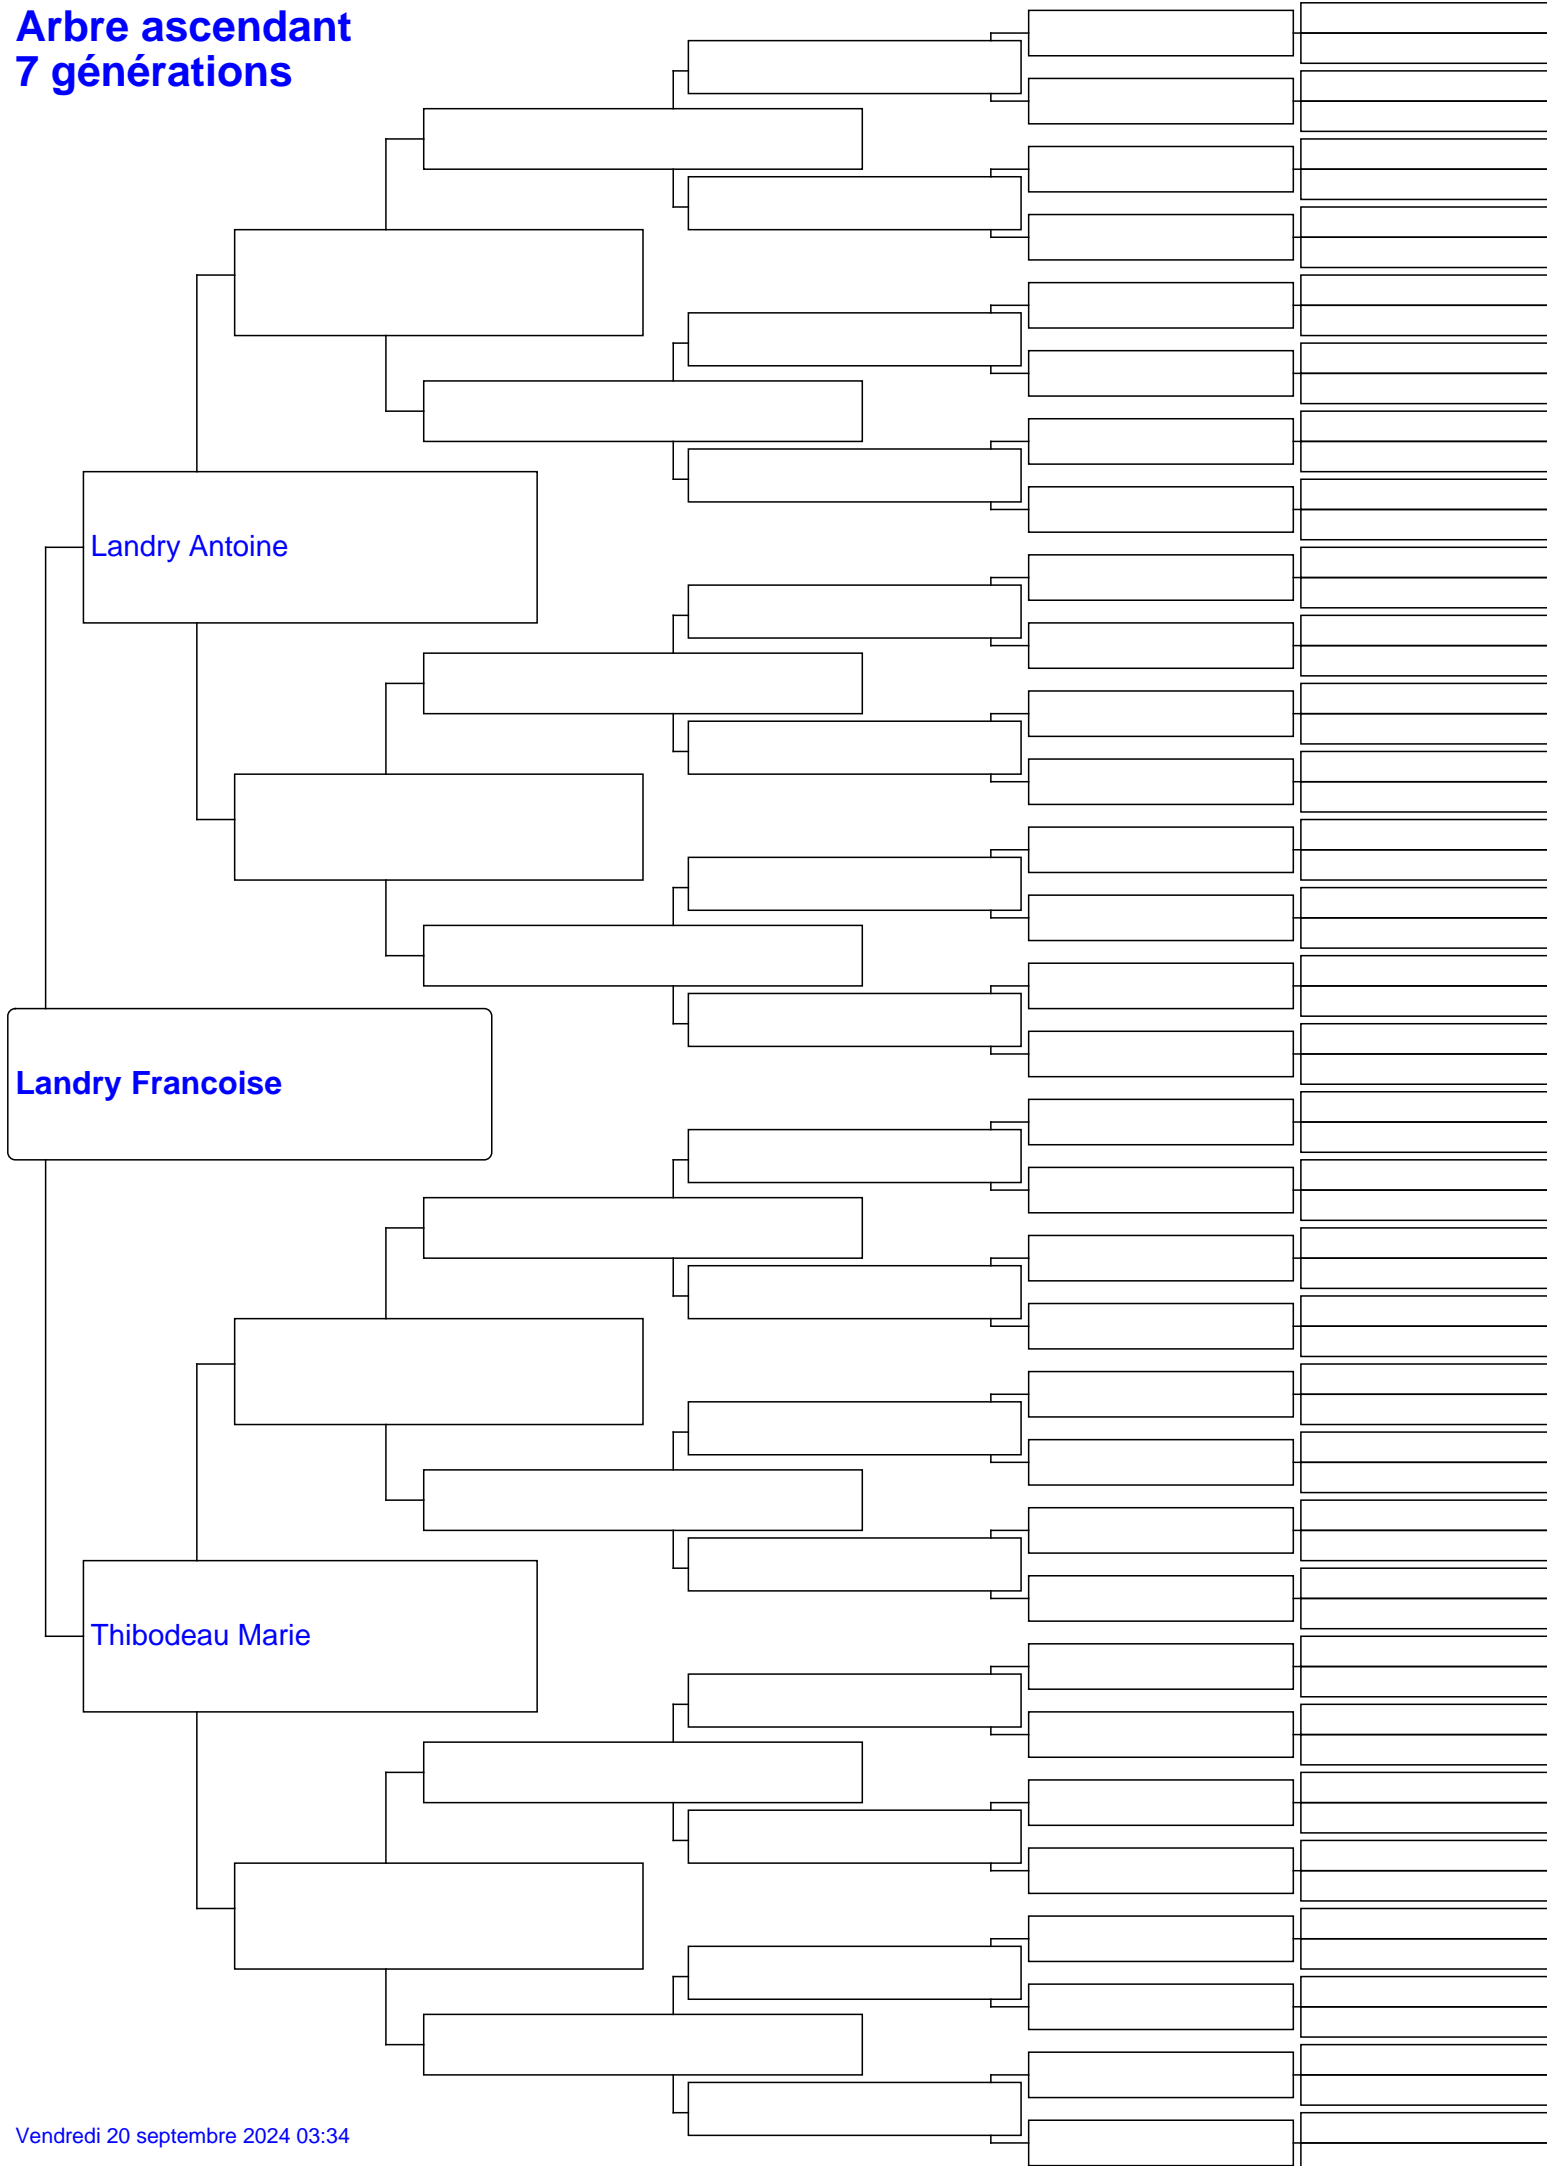 Arbre ascendant
7 générations
Landry Antoine
Landry Francoise
Thibodeau Marie
Vendredi 20 septembre 2024 03:34